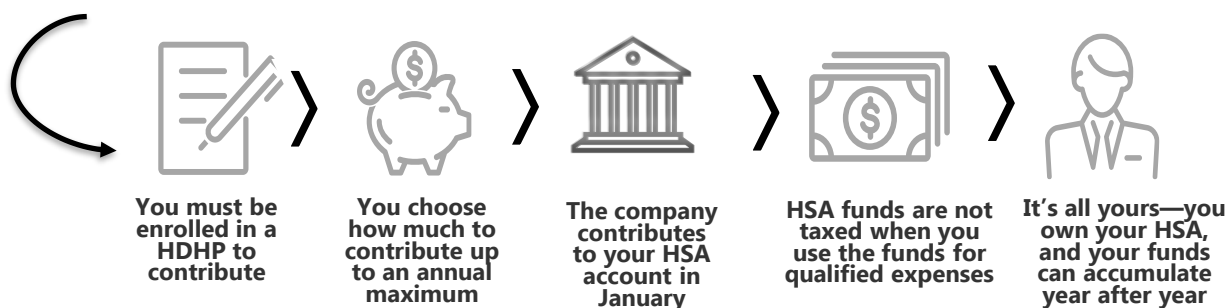 $
$
You must be
enrolled in a
HDHP to
contribute
You choose
how much to
contribute up
to an annual
maximum
The company
contributes
to your HSA
account in
January
HSA funds are not
taxed when you
use the funds for
qualified expenses
It's all yours—you
own your HSA,
and your funds
can accumulate
year after year